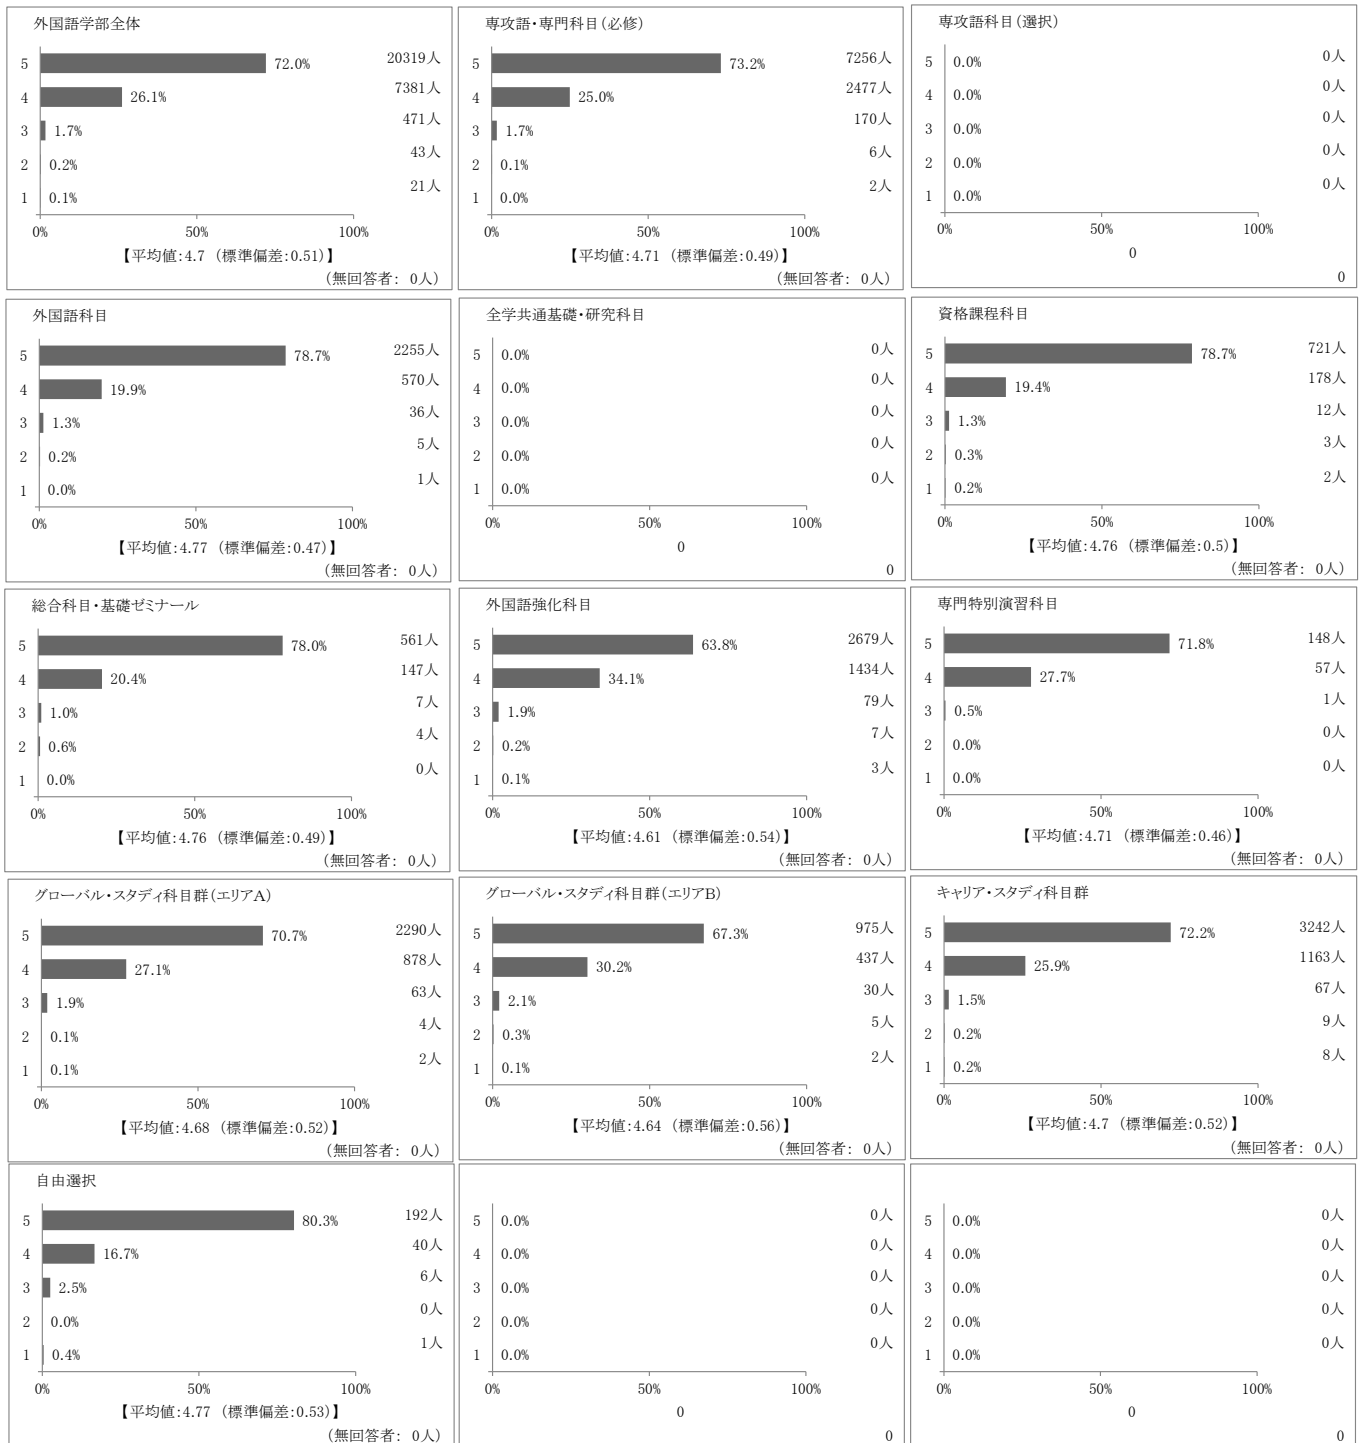 外国語学部全体
5 72.0% 20319人
4 26.1% 7381人
3 1.7% 471人
2 0.2% 43人
1 0.1% 21人
0% 50% 100%
【平均値:4.7 (標準偏差:0.51)】
(無回答者: 0人)
専攻語・専門科目(必修)
5 73.2% 7256人
4 25.0% 2477人
3 1.7% 170人
2 0.1% 6人
1 0.0% 2人
0% 50% 100%
【平均値:4.71 (標準偏差:0.49)】
(無回答者: 0人)
専攻語科目(選択)
5 0.0% 0人
4 0.0% 0人
3 0.0% 0人
2 0.0% 0人
1 0.0% 0人
0% 50% 100%
0
0
外国語科目
5 78.7% 2255人
4 19.9% 570人
3 1.3% 36人
2 0.2% 5人
1 0.0% 1人
0% 50% 100%
【平均値:4.77 (標準偏差:0.47)】
(無回答者: 0人)
全学共通基礎・研究科目
5 0.0% 0人
4 0.0% 0人
3 0.0% 0人
2 0.0% 0人
1 0.0% 0人
0% 50% 100%
0
0
資格課程科目
5 78.7% 721人
4 19.4% 178人
3 1.3% 12人
2 0.3% 3人
1 0.2% 2人
0% 50% 100%
【平均値:4.76 (標準偏差:0.5)】
(無回答者: 0人)
総合科目・基礎ゼミナール
5 78.0% 561人
4 20.4% 147人
3 1.0% 7人
2 0.6% 4人
1 0.0% 0人
0% 50% 100%
【平均値:4.76 (標準偏差:0.49)】
(無回答者: 0人)
外国語強化科目
5 63.8% 2679人
4 34.1% 1434人
3 1.9% 79人
2 0.2% 7人
1 0.1% 3人
0% 50% 100%
【平均値:4.61 (標準偏差:0.54)】
(無回答者: 0人)
専門特別演習科目
5 71.8% 148人
4 27.7% 57人
3 0.5% 1人
2 0.0% 0人
1 0.0% 0人
0% 50% 100%
【平均値:4.71 (標準偏差:0.46)】
(無回答者: 0人)
グローバル・スタディ科目群(エリアA)
5 70.7% 2290人
4 27.1% 878人
3 1.9% 63人
2 0.1% 4人
1 0.1% 2人
0% 50% 100%
【平均値:4.68 (標準偏差:0.52)】
(無回答者: 0人)
グローバル・スタディ科目群(エリアB)
5 67.3% 975人
4 30.2% 437人
3 2.1% 30人
2 0.3% 5人
1 0.1% 2人
0% 50% 100%
【平均値:4.64 (標準偏差:0.56)】
(無回答者: 0人)
キャリア・スタディ科目群
5 72.2% 3242人
4 25.9% 1163人
3 1.5% 67人
2 0.2% 9人
1 0.2% 8人
0% 50% 100%
【平均値:4.7 (標準偏差:0.52)】
(無回答者: 0人)
自由選択
5 80.3% 192人
4 16.7% 40人
3 2.5% 6人
2 0.0% 0人
1 0.4% 1人
0% 50% 100%
【平均値:4.77 (標準偏差:0.53)】
(無回答者: 0人)
5 0.0% 0人
4 0.0% 0人
3 0.0% 0人
2 0.0% 0人
1 0.0% 0人
0% 50% 100%
0
0
5 0.0% 0人
4 0.0% 0人
3 0.0% 0人
2 0.0% 0人
1 0.0% 0人
0% 50% 100%
0
0